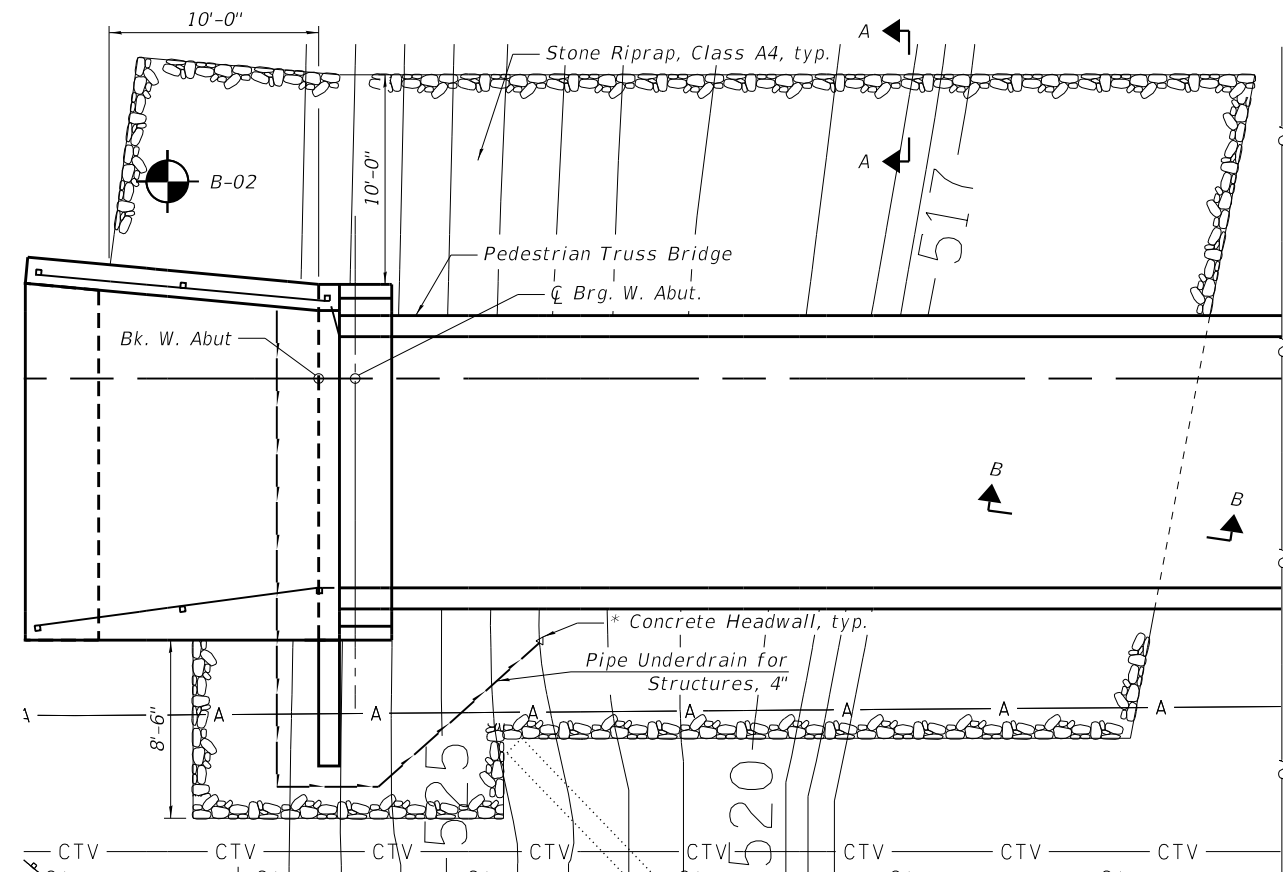 10'-0"
Stone Riprap, Class A4, typ.
A
A
10'-0"
B-02
517
Pedestrian Truss Bridge
℄ Brg. W. Abut.
Bk. W. Abut
B
B
* Concrete Headwall, typ.
Pipe Underdrain for
Structures, 4"
8'-6"
A A A A A A A A
525
520
CTV CTV CTV CTV CTV CTV CTV CTV